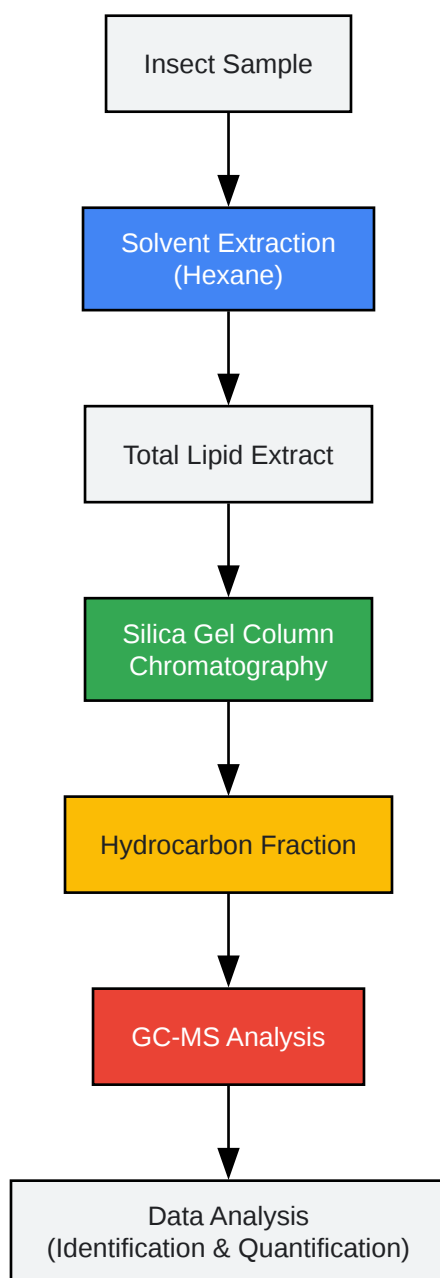 Insect Sample
Solvent Extraction
(Hexane)
Total Lipid Extract
Silica Gel Column
Chromatography
Hydrocarbon Fraction
GC-MS Analysis
Data Analysis
(Identification & Quantification)